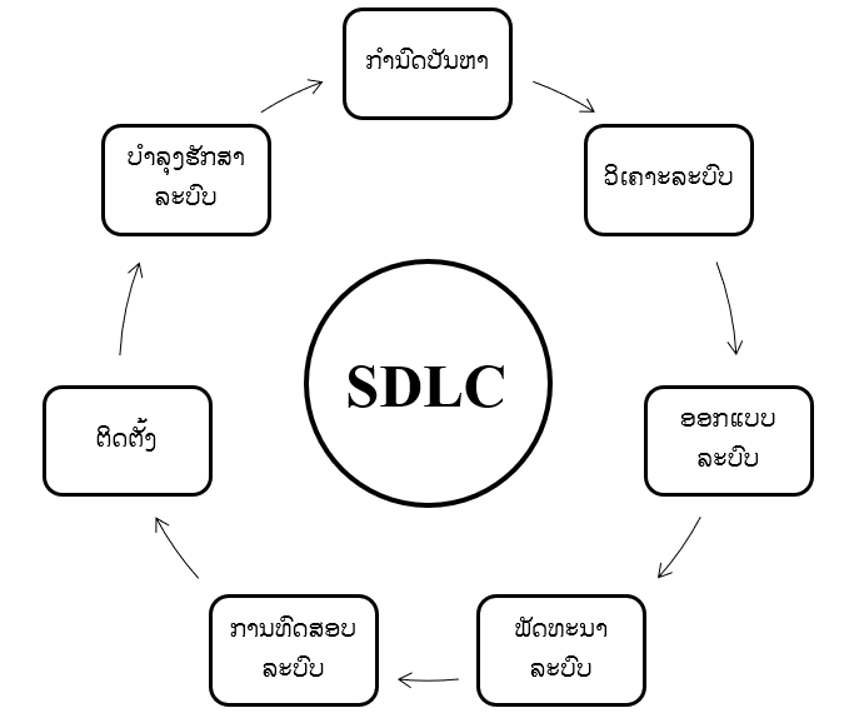 ກຳນົດປັນຫາ
ວິເຄາະລະບົບ
ອອກແບບ
ລະບົບ
ພັດທະນາ
ລະບົບ
ການທົດສອບ
ລະບົບ
ຕິດຕັ້ງ
ບຳລຸງຮັກສາ
ລະບົບ
SDLC